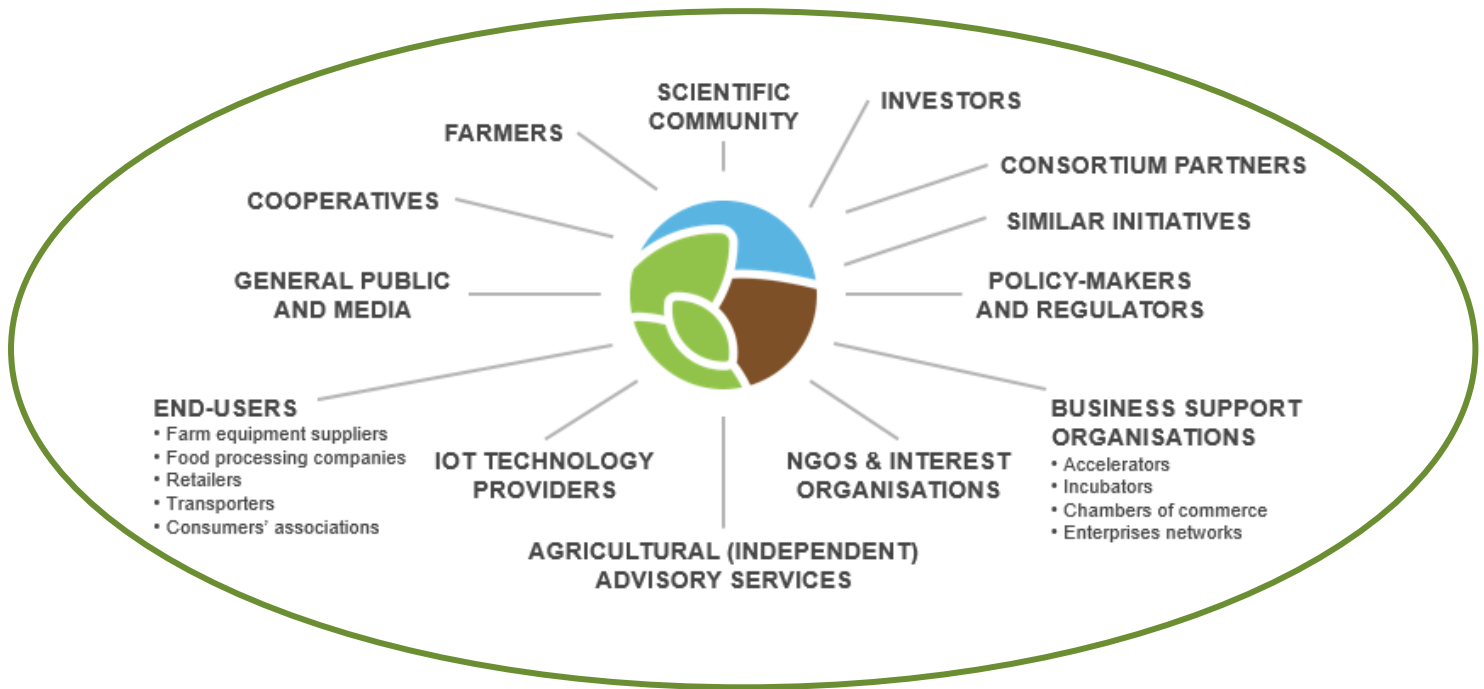 SCIENTIFIC
COMMUNITY
INVESTORS
FARMERS
CONSORTIUM PARTNERS
COOPERATIVES
SIMILAR INITIATIVES
GENERAL PUBLIC
AND MEDIA
POLICY-MAKERS
AND REGULATORS
END-USERS
• Farm equipment suppliers
• Food processing companies
• Retailers
• Transporters
• Consumers’ associations
IOT TECHNOLOGY
PROVIDERS
AGRICULTURAL (INDEPENDENT)
ADVISORY SERVICES
NGOS & INTEREST
ORGANISATIONS
BUSINESS SUPPORT
ORGANISATIONS
• Accelerators
• Incubators
• Chambers of commerce
• Enterprises networks